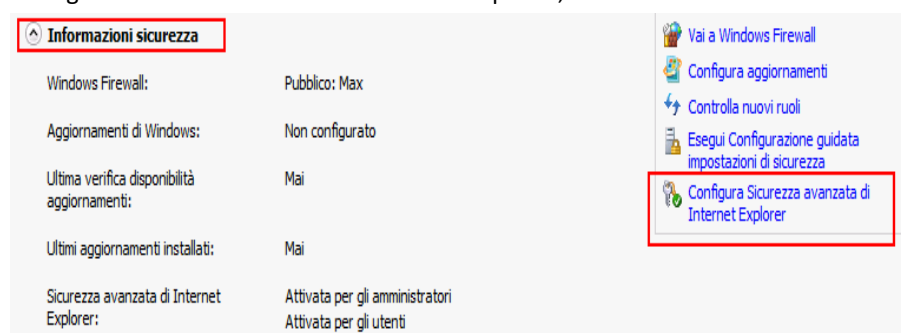 Informazioni sicurezza
Windows Firewall: Pubblico: Max
Aggiornamenti di Windows: Non configurato
Ultima verifica disponibilità Mai
aggiornamenti:
Ultimi aggiornamenti installati: Mai
Sicurezza avanzata di Internet Attivata per gli amministratori
Explorer: Attivata per gli utenti
Vai a Windows Firewall
Configura aggiornamenti
Controlla nuovi ruoli
Esegui Configurazione guidata
impostazioni di sicurezza
Configura Sicurezza avanzata di
Internet Explorer